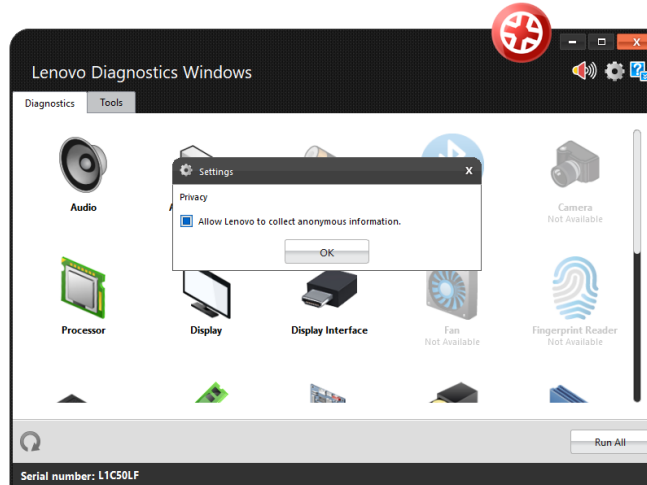 X
Lenovo Diagnostics Windows
Diagnostics
Tools
Settings
X
Privacy
Allow Lenovo to collect anonymous information.
OK
Audio
Camera
Not Available
Processor
Display
Display Interface
Fan
Not Available
Fingerprint Reader
Not Available
Run All
Serial number: L1C50LF